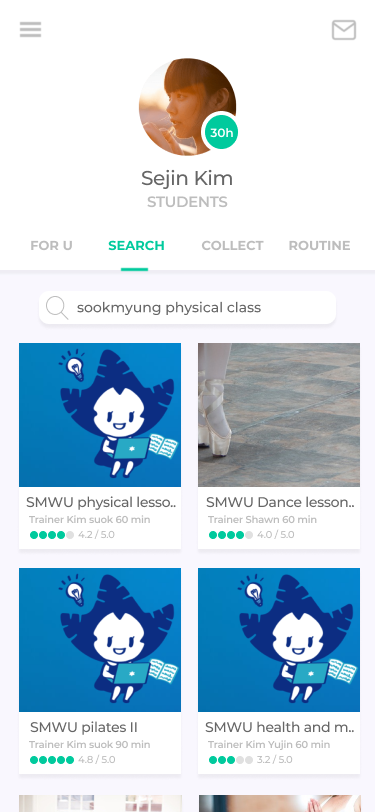 30h
Sejin Kim
STUDENTS
FOR U SEARCH COLLECT ROUTINE
sookmyung physical class
SMWU physical lesso..
Trainer Kim suok 60 min
4.2 / 5.0
SMWU Dance lesson..
Trainer Shawn 60 min
4.0 / 5.0
SMWU pilates II
Trainer Kim suok 90 min
4.8 / 5.0
SMWU health and m..
Trainer Kim Yujin 60 min
3.2 / 5.0